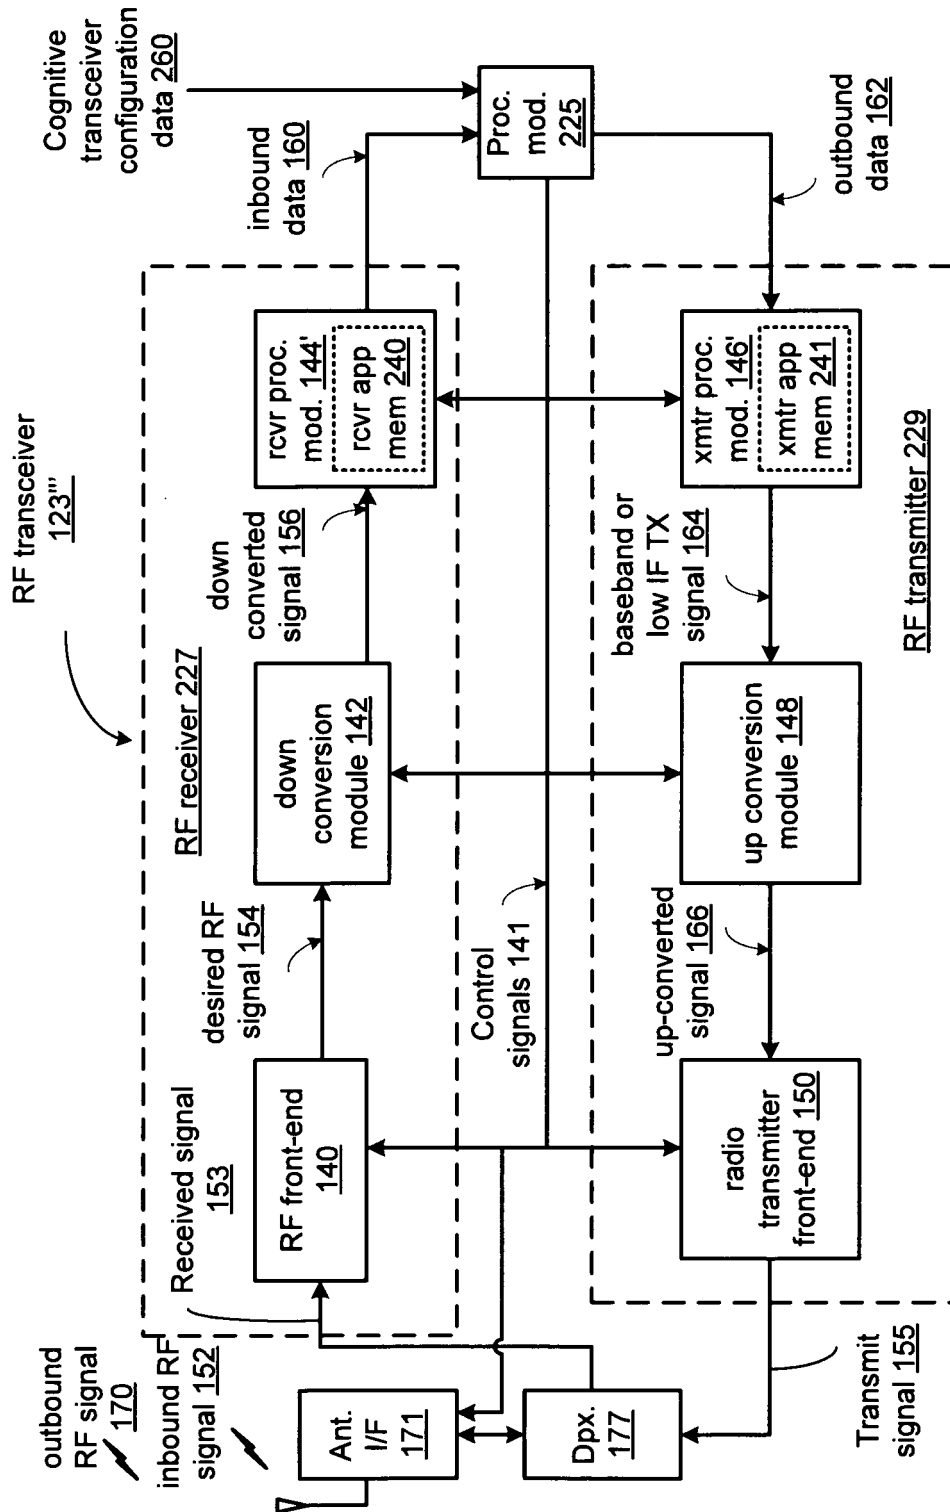 RF transceiver
123'''
outbound
RF signal
170
inbound RF
signal 152
Ant.
I/F
171
Dpx.
177
Received signal
153
RF front-end
140
desired RF
signal 154
RF receiver 227
down
conversion
module 142
down
converted
signal 156
rcvr proc.
mod. 144'
rcvr app
mem 240
inbound
data 160
Cognitive
transceiver
configuration
data 260
Proc.
mod.
225
Control
signals 141
outbound
data 162
xmtr proc.
mod. 146'
xmtr app
mem 241
baseband or
low IF TX
signal 164
up conversion
module 148
up-converted
signal 166
radio
transmitter
front-end 150
Transmit
signal 155
RF transmitter 229